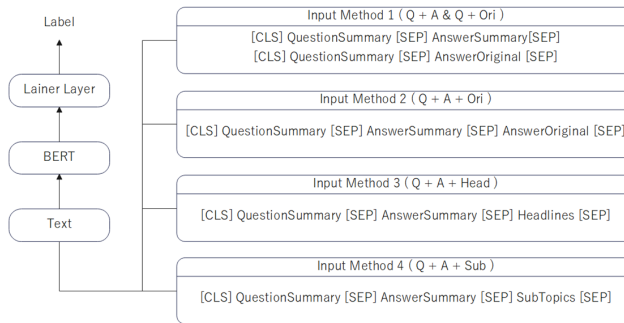 Label
Lainer Layer
BERT
Text
Input Method 1 ( Q + A & Q + Ori )
[CLS] QuestionSummary [SEP] AnswerSummary[SEP]
[CLS] QuestionSummary [SEP] AnswerOriginal [SEP]
Input Method 2 ( Q + A + Ori )
[CLS] QuestionSummary [SEP] AnswerSummary [SEP] AnswerOriginal [SEP]
Input Method 3 ( Q + A + Head )
[CLS] QuestionSummary [SEP] AnswerSummary [SEP] Headlines [SEP]
Input Method 4 ( Q + A + Sub )
[CLS] QuestionSummary [SEP] AnswerSummary [SEP] SubTopics [SEP]